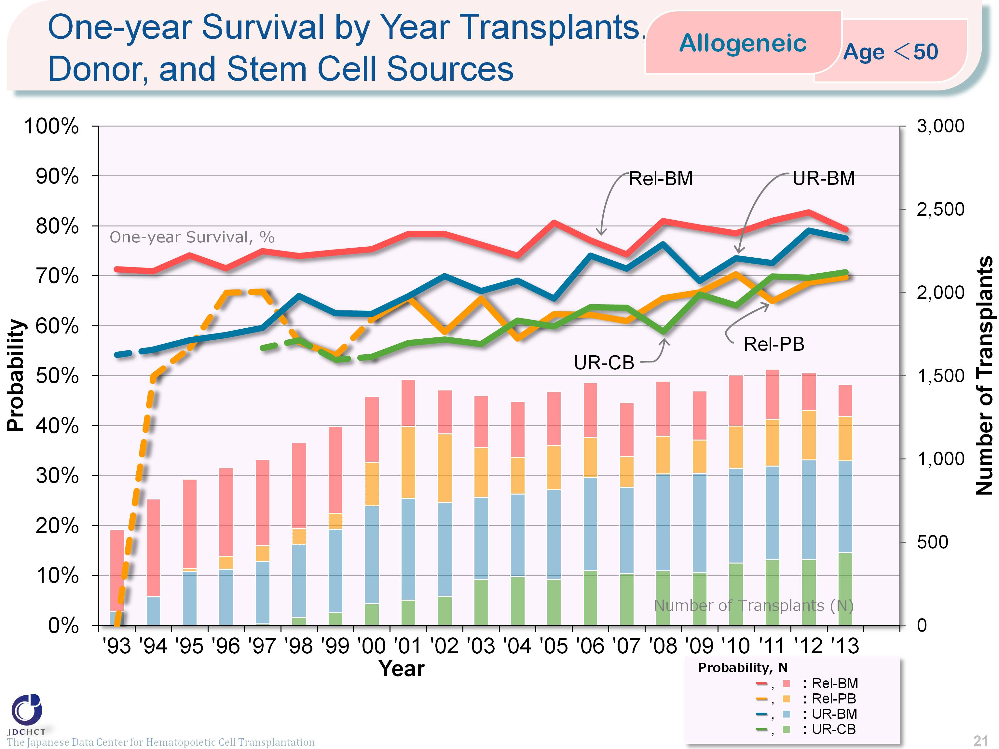 One-year Survival by Year Transplants,
Donor, and Stem Cell Sources
Allogeneic
Age ＜50
100%
90%
80%
70%
60%
50%
40%
30%
20%
10%
0%
Probability
3,000
2,500
2,000
1,500
1,000
500
0
Number of Transplants
One-year Survival, %
Rel-BM
UR-BM
Rel-PB
UR-CB
Number of Transplants (N)
'93 '94 '95 '96 '97 '98 '99 '00 '01 '02 '03 '04 '05 '06 '07 '08 '09 '10 '11 '12 '13
Year
Probability, N
, : Rel-BM
, : Rel-PB
, : UR-BM
, : UR-CB
JDCHCT
The Japanese Data Center for Hematopoietic Cell Transplantation
21